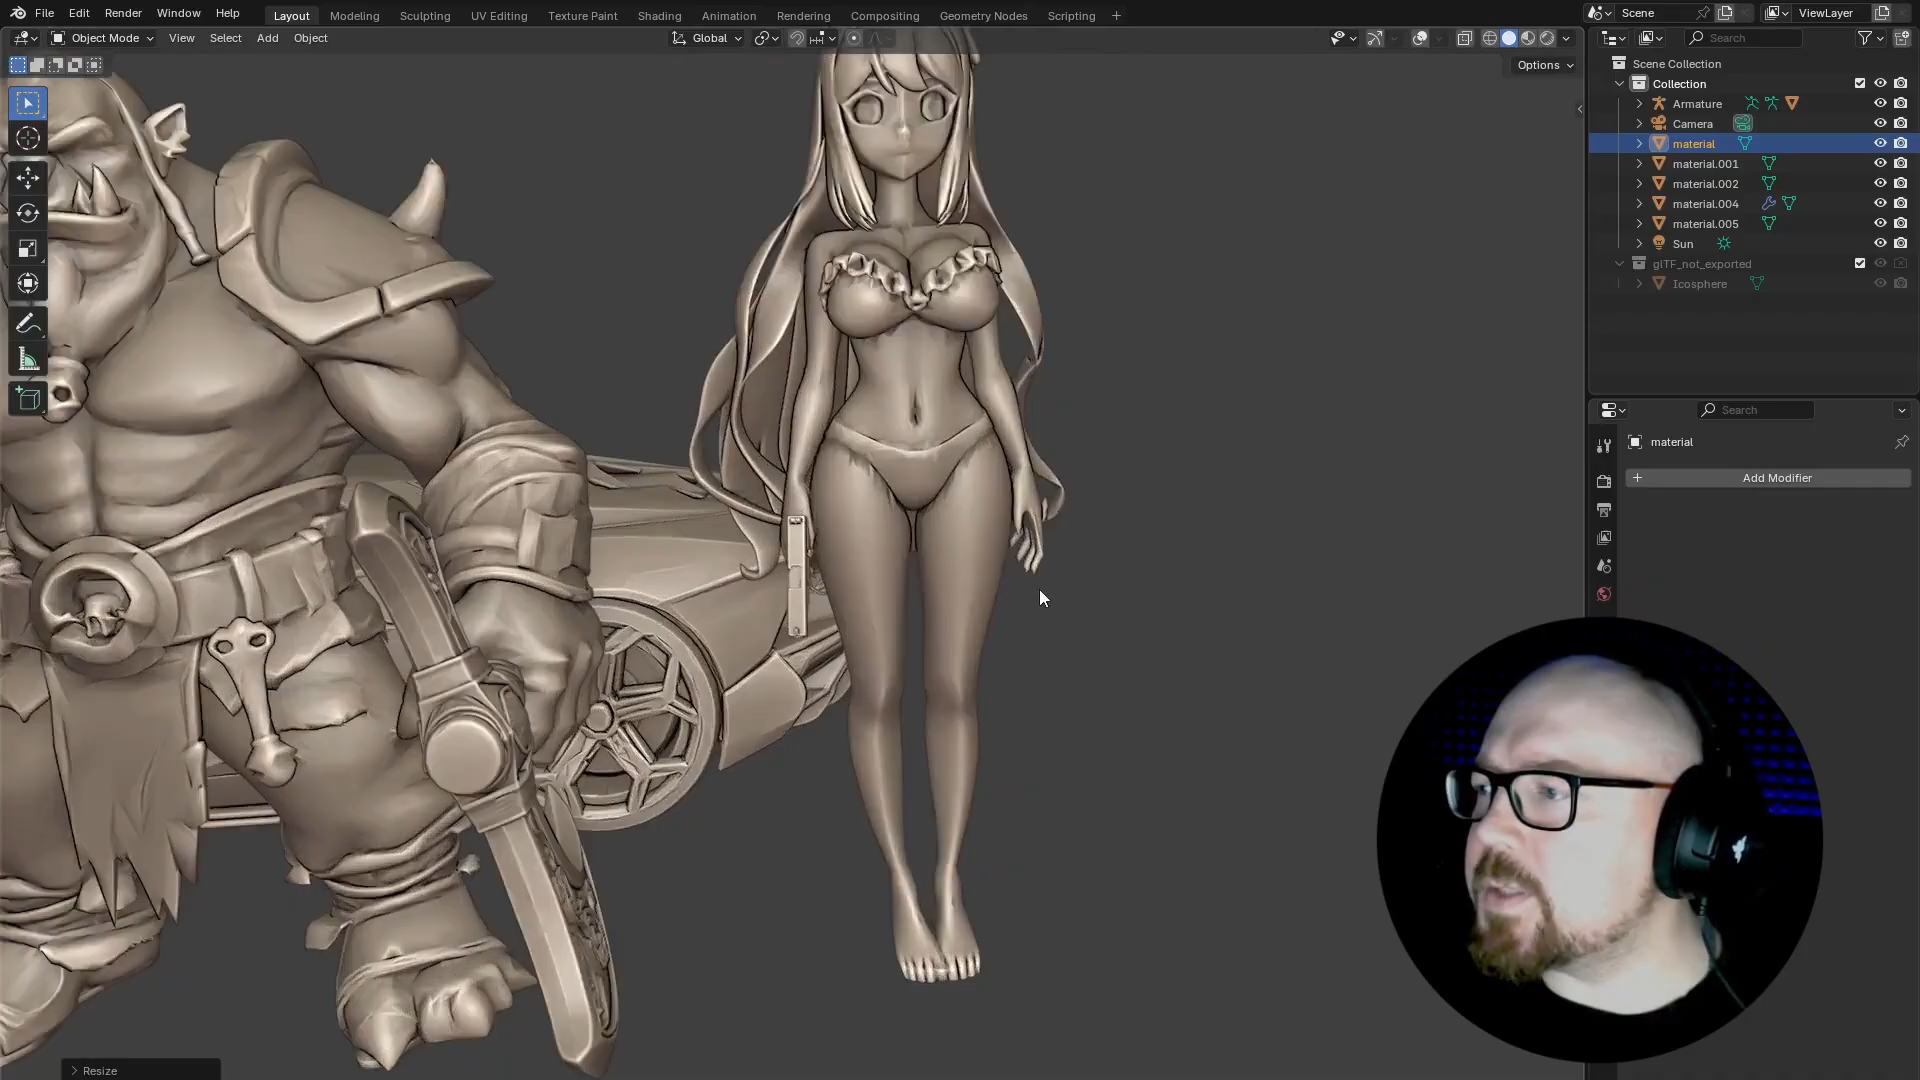 File Edit Render Window Help
Layout Modeling Sculpting UV Editing Texture Paint Shading Animation Rendering Compositing Geometry Nodes Scripting +
Scene
ViewLayer
Object Mode View Select Add Object
Global
Search
Options
Scene Collection
Collection
Armature
Camera
material
material.001
material.002
material.004
material.005
Sun
glTF_not_exported
Icosphere
Search
material
+ Add Modifier
> Resize